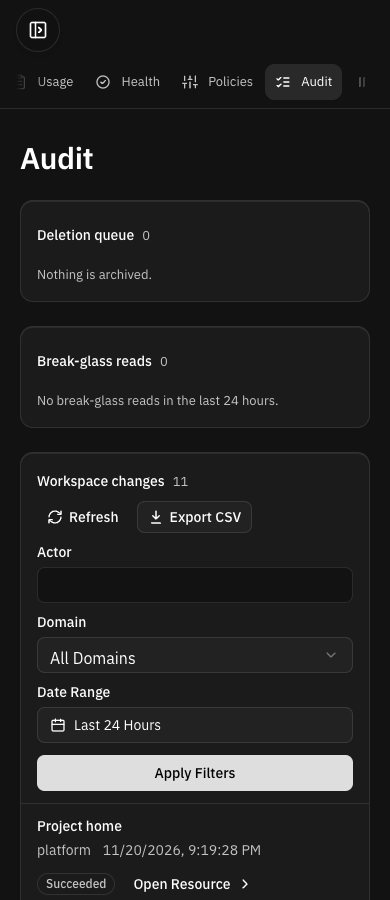 Usage Health Policies Audit
Audit
Deletion queue 0
Nothing is archived.
Break-glass reads 0
No break-glass reads in the last 24 hours.
Workspace changes 11
Refresh Export CSV
Actor
Domain
All Domains
Date Range
Last 24 Hours
Apply Filters
Project home
platform 11/20/2026, 9:19:28 PM
Succeeded Open Resource